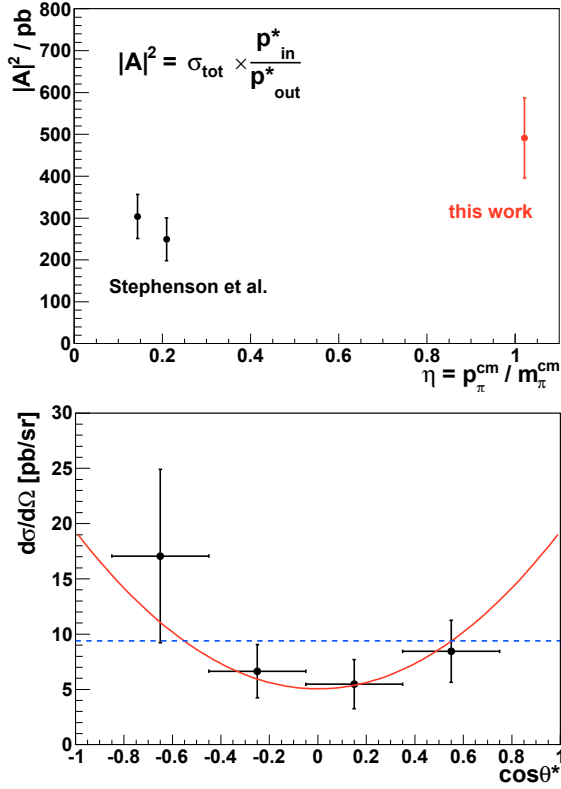 |A|² / pb
800
700
600
500
400
300
200
100
0
|A|² = σ_tot × p*_in / p*_out
this work
Stephenson et al.
0 0.2 0.4 0.6 0.8 1
η = p_π^cm / m_π^cm
dσ/dΩ [pb/sr]
30
25
20
15
10
5
0
-1 -0.8 -0.6 -0.4 -0.2 0 0.2 0.4 0.6 0.8 1
cosθ*